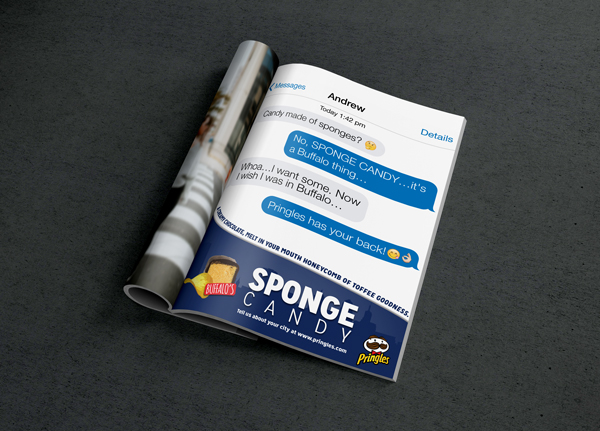 Messages
Andrew
Details
Today 1:42 pm
Candy made of sponges? 🤔
No, SPONGE CANDY...it's
a Buffalo thing...
Whoa...I want some. Now
I wish I was in Buffalo...
Pringles has your back!😋👌
CHOCOLATE, MELT IN YOUR MOUTH HONEYCOMB OF TOFFEE GOODNESS.
BUFFALO'S
SPONGE
CANDY
Tell us about your city at www.pringles.com
Pringles